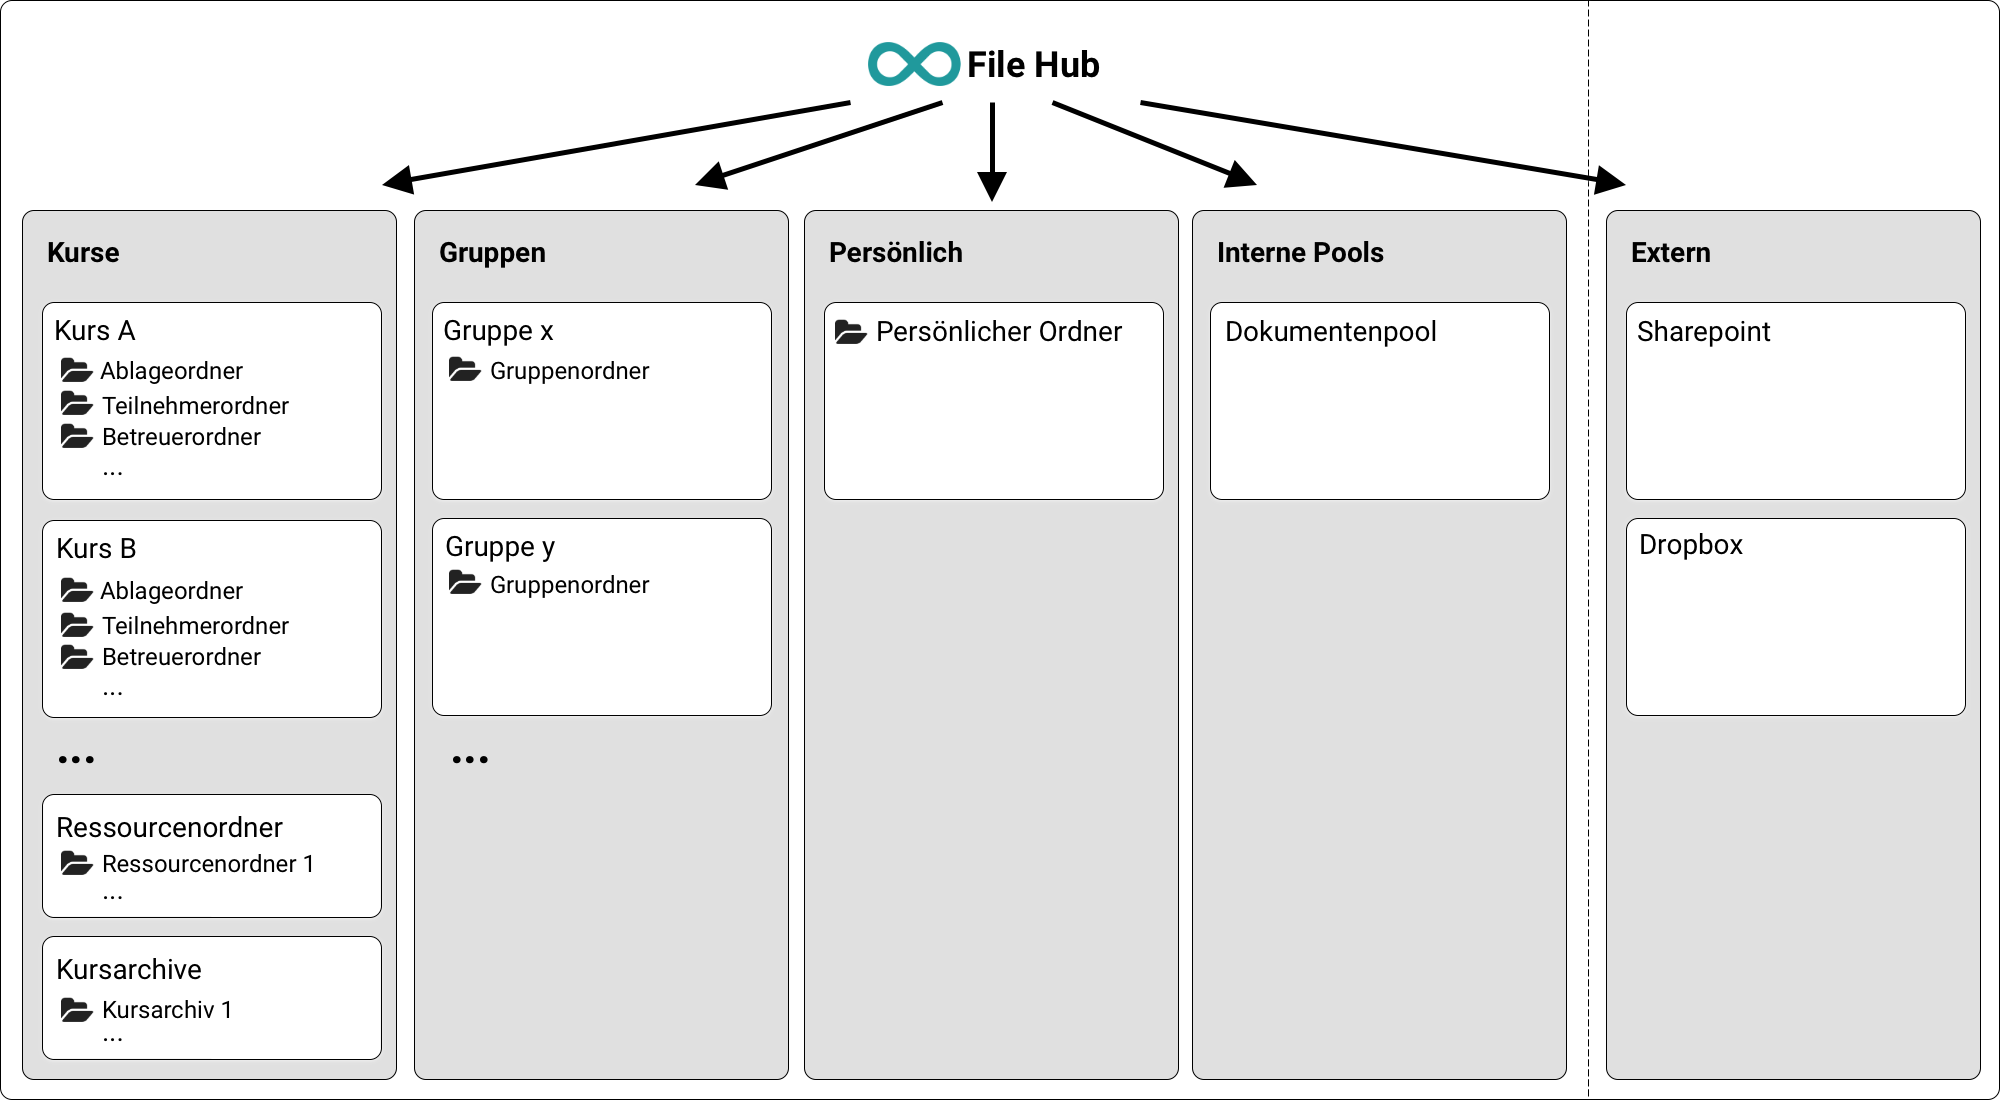 File Hub
Kurse
Kurs A
Ablageordner
Teilnehmerordner
Betreuerordner
...
Kurs B
Ablageordner
Teilnehmerordner
Betreuerordner
...
...
Ressourcenordner
Ressourcenordner 1
...
Kursarchive
Kursarchiv 1
...
Gruppen
Gruppe x
Gruppenordner
Gruppe y
Gruppenordner
...
Persönlich
Persönlicher Ordner
Interne Pools
Dokumentenpool
Extern
Sharepoint
Dropbox